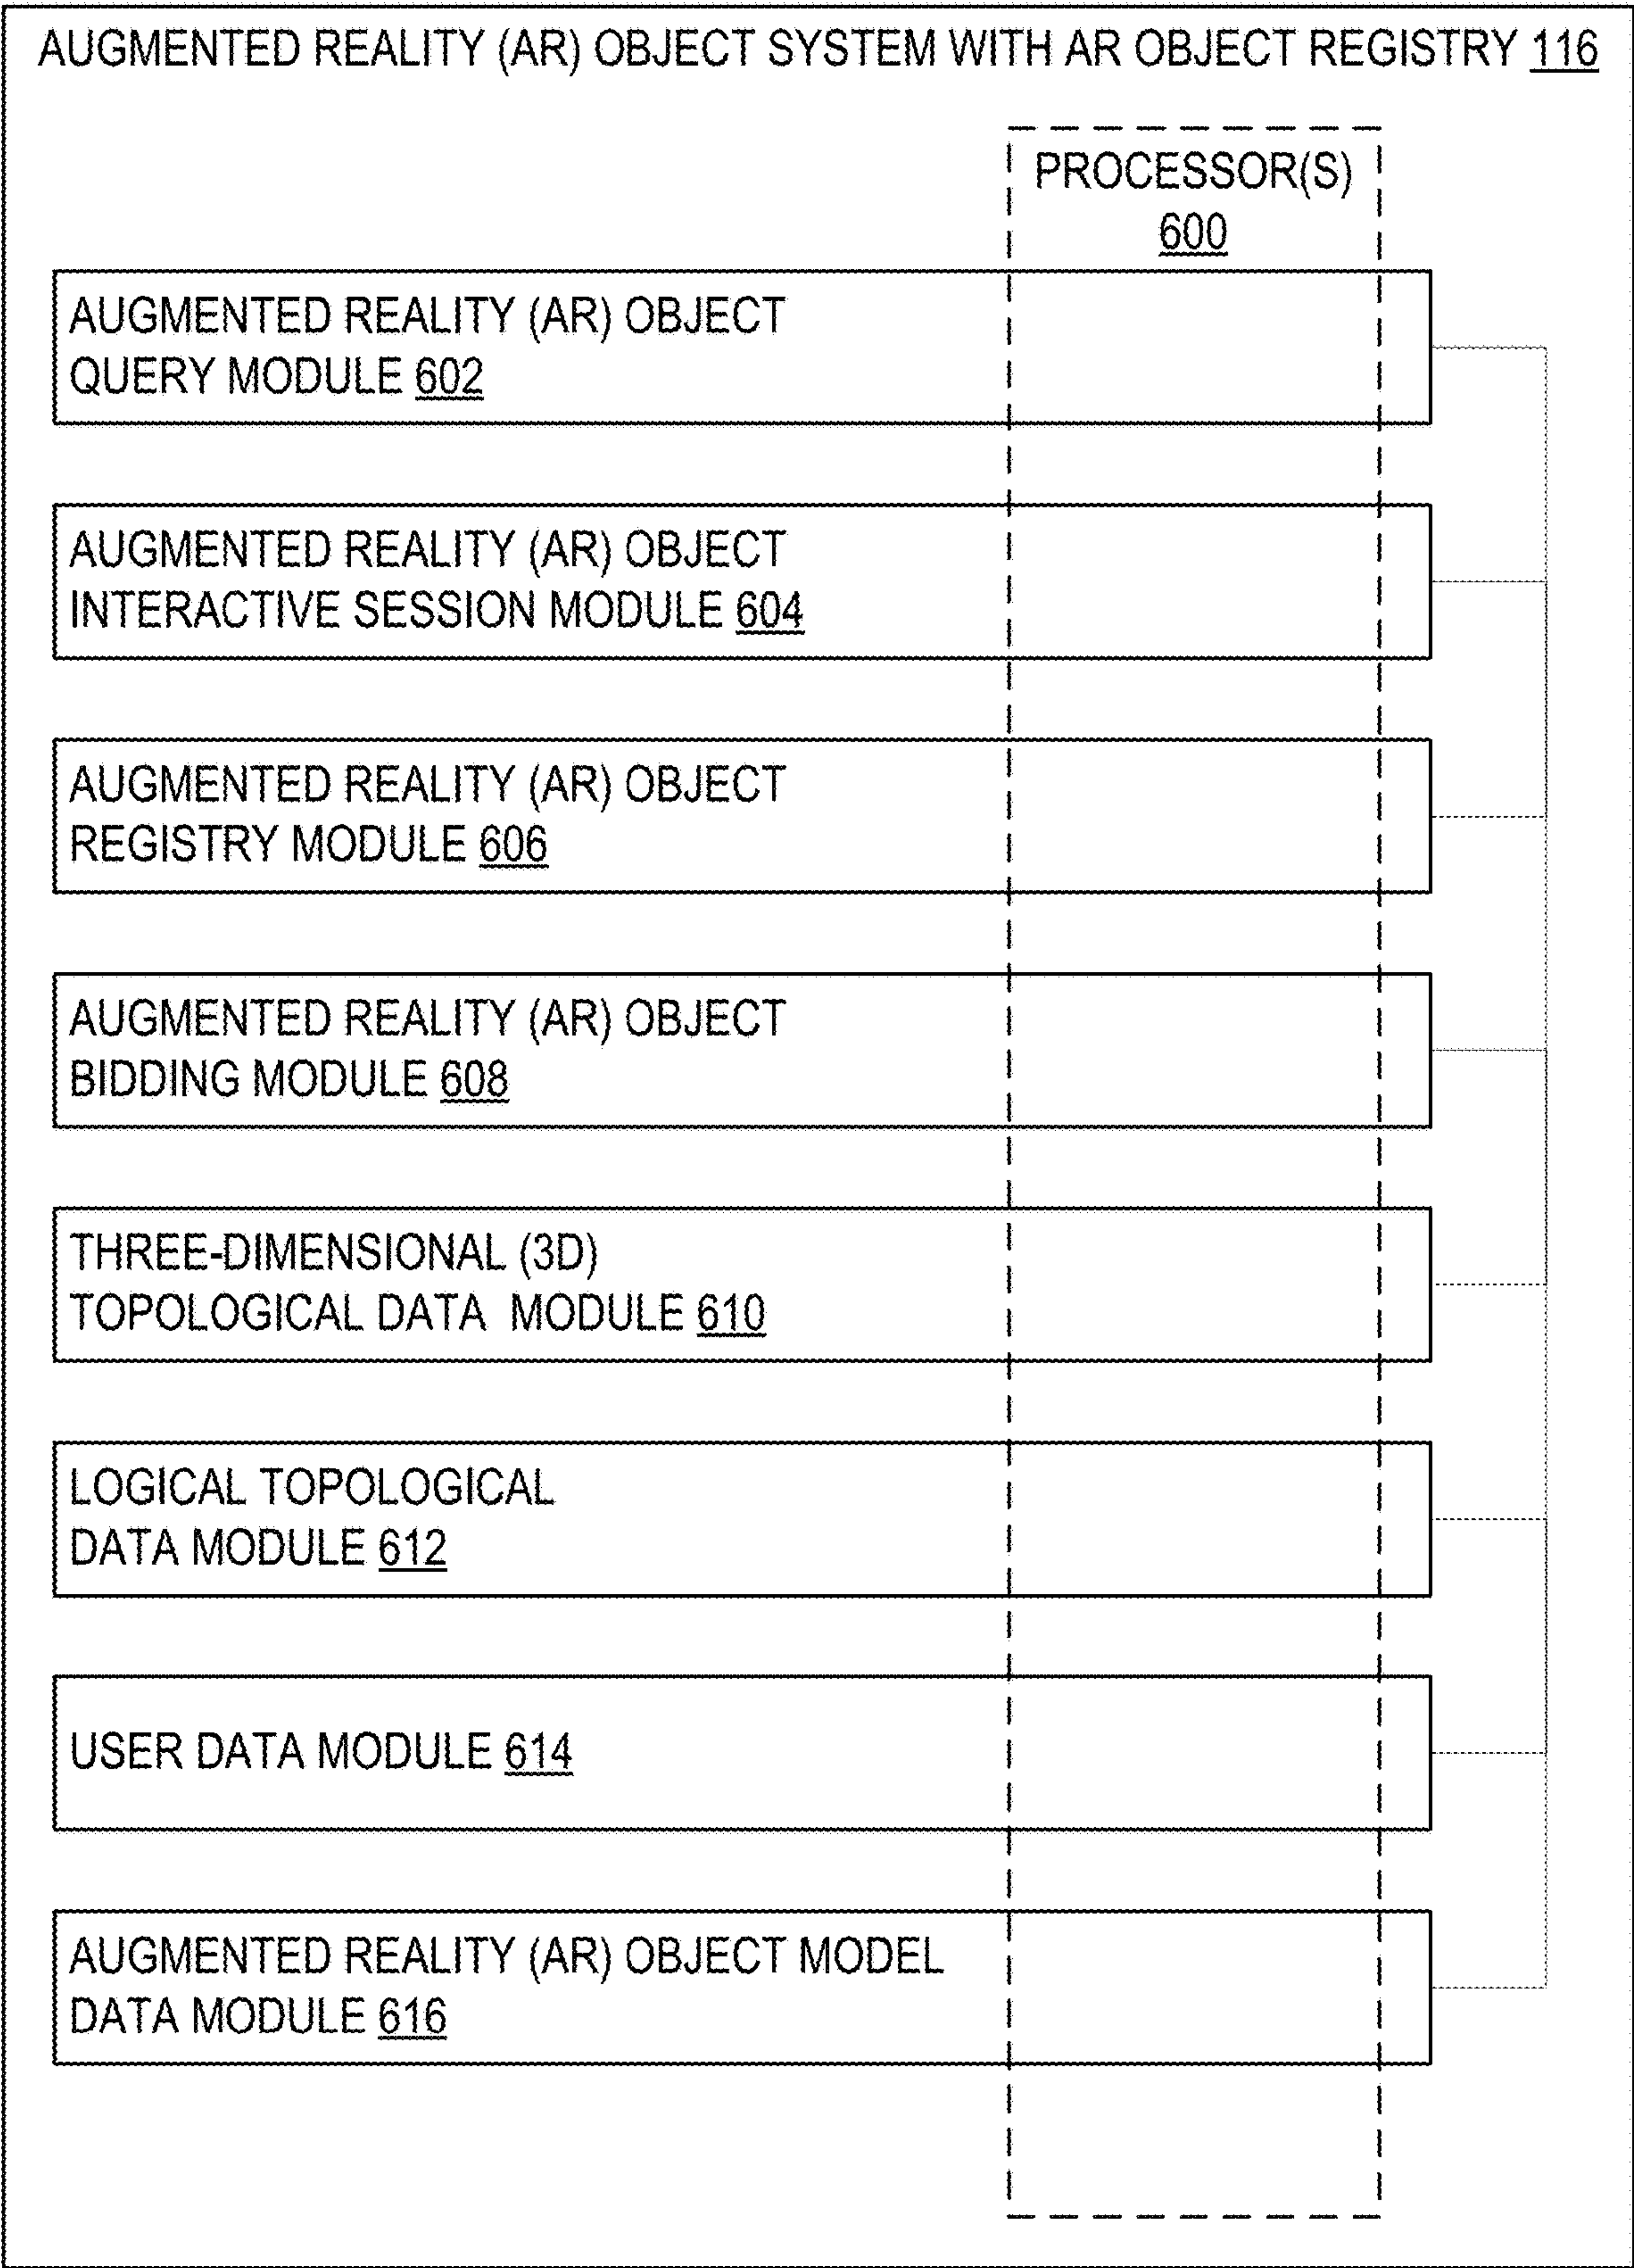 AUGMENTED REALITY (AR) OBJECT SYSTEM WITH AR OBJECT REGISTRY 116
PROCESSOR(S)
600
AUGMENTED REALITY (AR) OBJECT
QUERY MODULE 602
AUGMENTED REALITY (AR) OBJECT
INTERACTIVE SESSION MODULE 604
AUGMENTED REALITY (AR) OBJECT
REGISTRY MODULE 606
AUGMENTED REALITY (AR) OBJECT
BIDDING MODULE 608
THREE-DIMENSIONAL (3D)
TOPOLOGICAL DATA MODULE 610
LOGICAL TOPOLOGICAL
DATA MODULE 612
USER DATA MODULE 614
AUGMENTED REALITY (AR) OBJECT MODEL
DATA MODULE 616